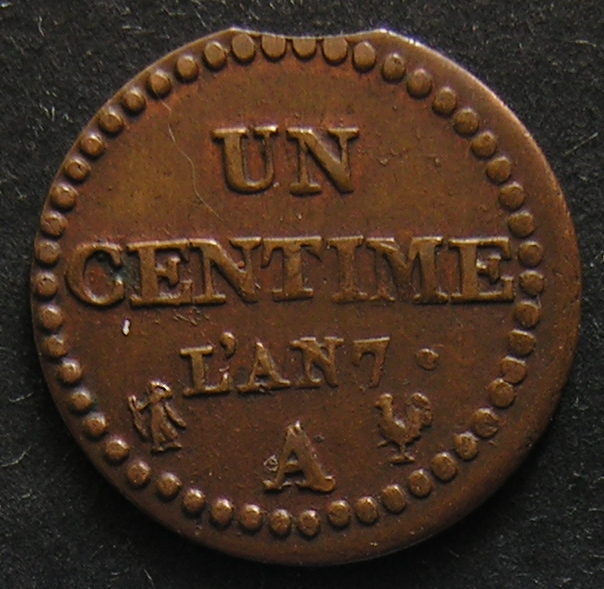 UN
CENTIME
L'AN 7 .
A